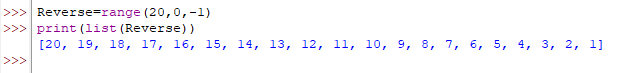 >>> Reverse=range(20,0,-1)
>>> print(list(Reverse))
[20, 19, 18, 17, 16, 15, 14, 13, 12, 11, 10, 9, 8, 7, 6, 5, 4, 3, 2, 1]
>>>